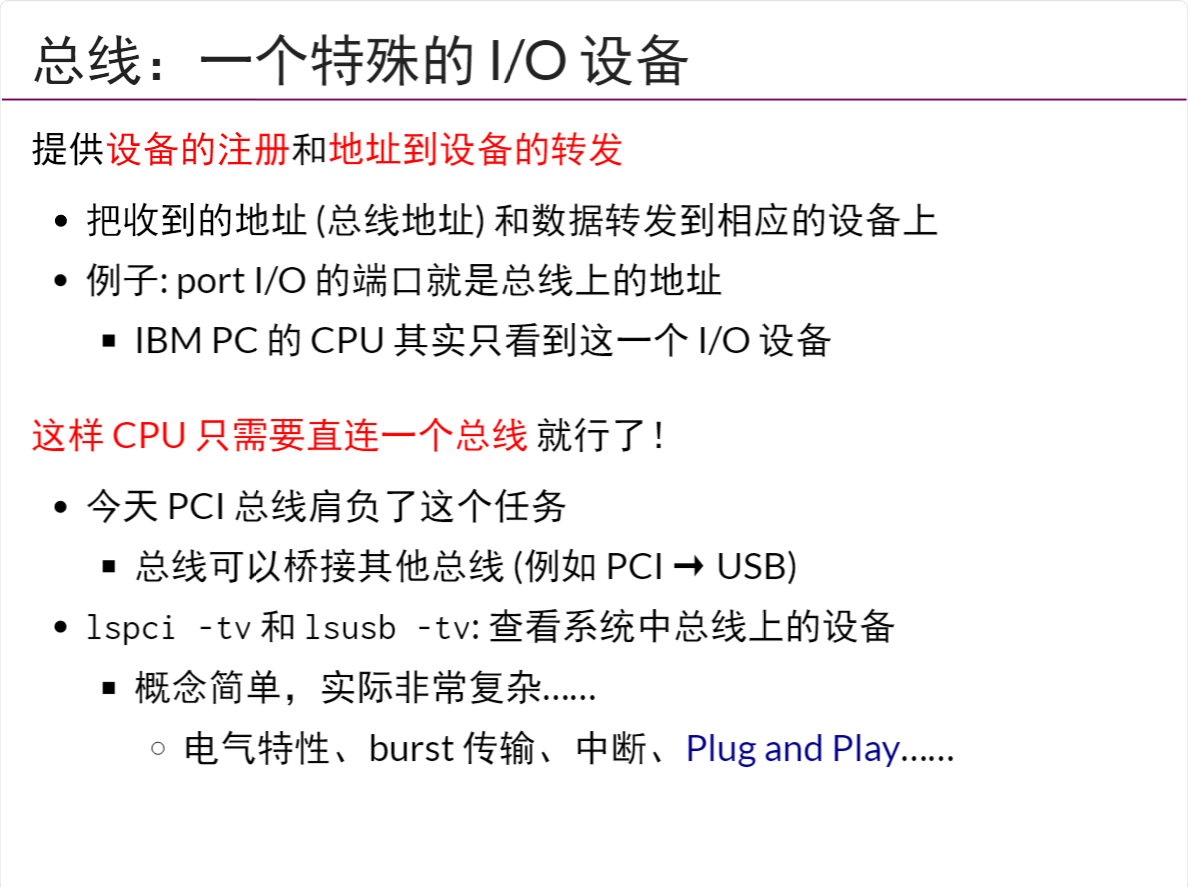 总线：一个特殊的 I/O 设备
提供设备的注册和地址到设备的转发
• 把收到的地址 (总线地址) 和数据转发到相应的设备上
• 例子: port I/O 的端口就是总线上的地址
▪ IBM PC 的 CPU 其实只看到这一个 I/O 设备
这样 CPU 只需要直连一个总线 就行了！
• 今天 PCI 总线肩负了这个任务
▪ 总线可以桥接其他总线 (例如 PCI → USB)
• lspci -tv 和 lsusb -tv: 查看系统中总线上的设备
▪ 概念简单，实际非常复杂……
○ 电气特性、burst 传输、中断、Plug and Play……